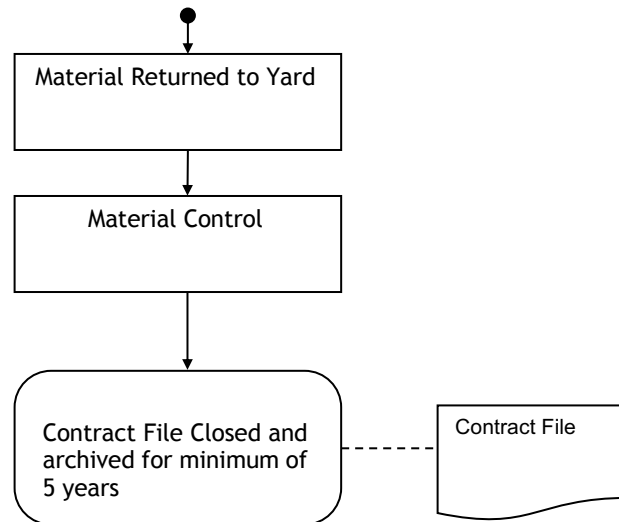 Material Returned to Yard
Material Control
Contract File Closed and
archived for minimum of
5 years
Contract File